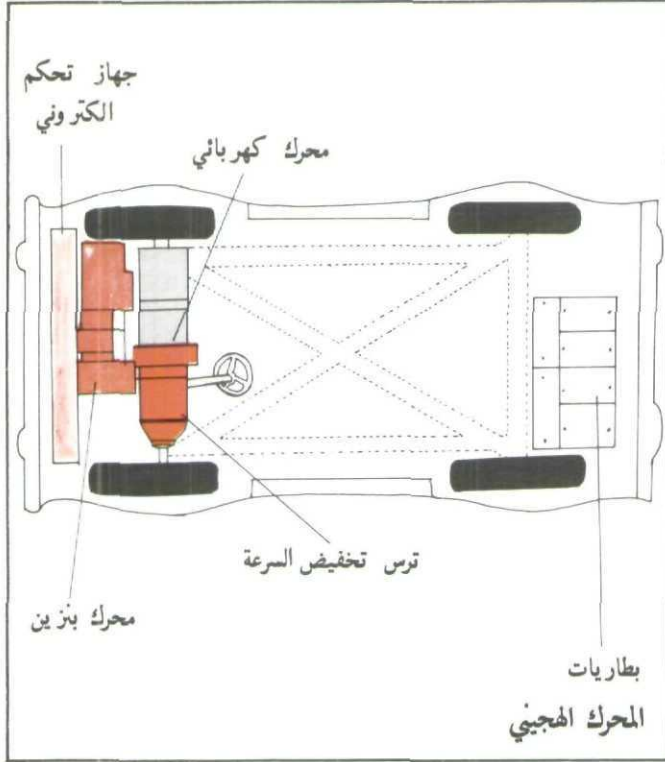 جهاز تحكم
الكتروني
محرك كهربائي
ترس تخفيض السرعة
محرك بنزين
بطاريات
المحرك الهجيني